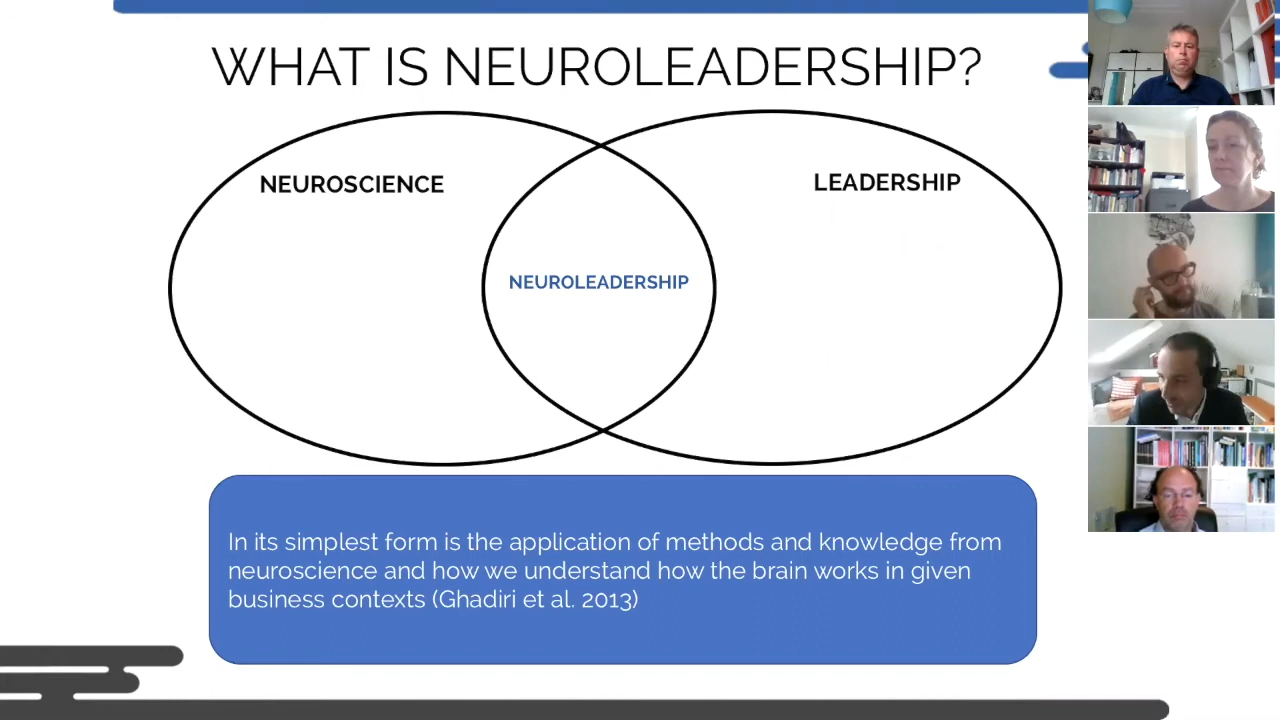 WHAT IS NEUROLEADERSHIP?
NEUROSCIENCE
LEADERSHIP
NEUROLEADERSHIP
In its simplest form is the application of methods and knowledge from
neuroscience and how we understand how the brain works in given
business contexts (Ghadiri et al. 2013)